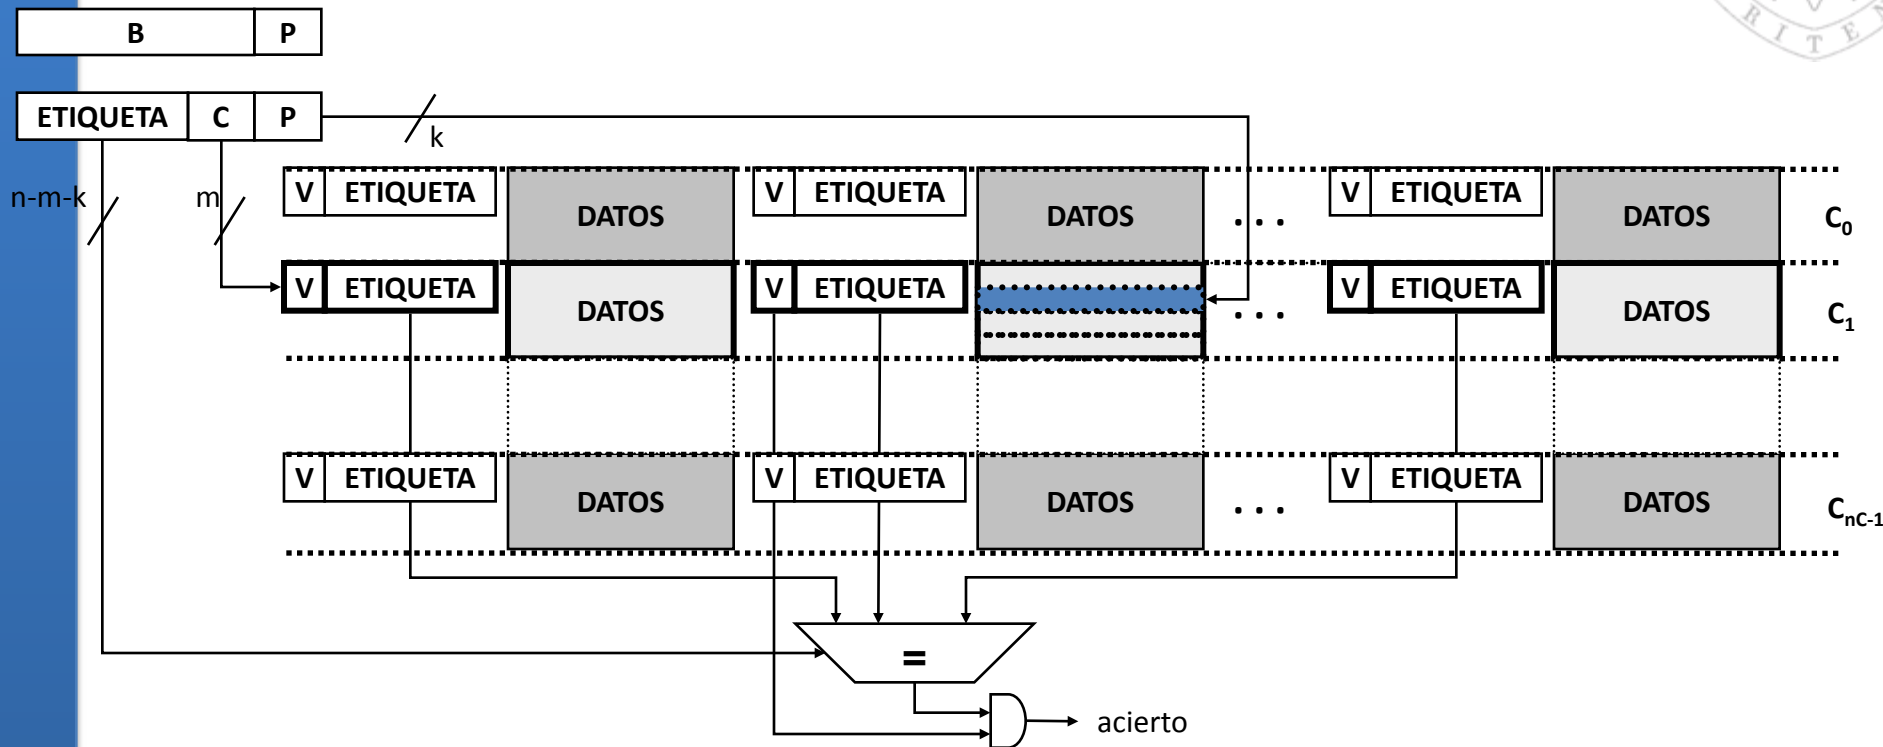 B P
R I T E N
ETIQUETA C P
k
n-m-k m
V ETIQUETA DATOS V ETIQUETA DATOS . . . V ETIQUETA DATOS C0
V ETIQUETA DATOS V ETIQUETA . . . V ETIQUETA DATOS C1
V ETIQUETA DATOS V ETIQUETA DATOS . . . V ETIQUETA DATOS CnC-1
=
acierto